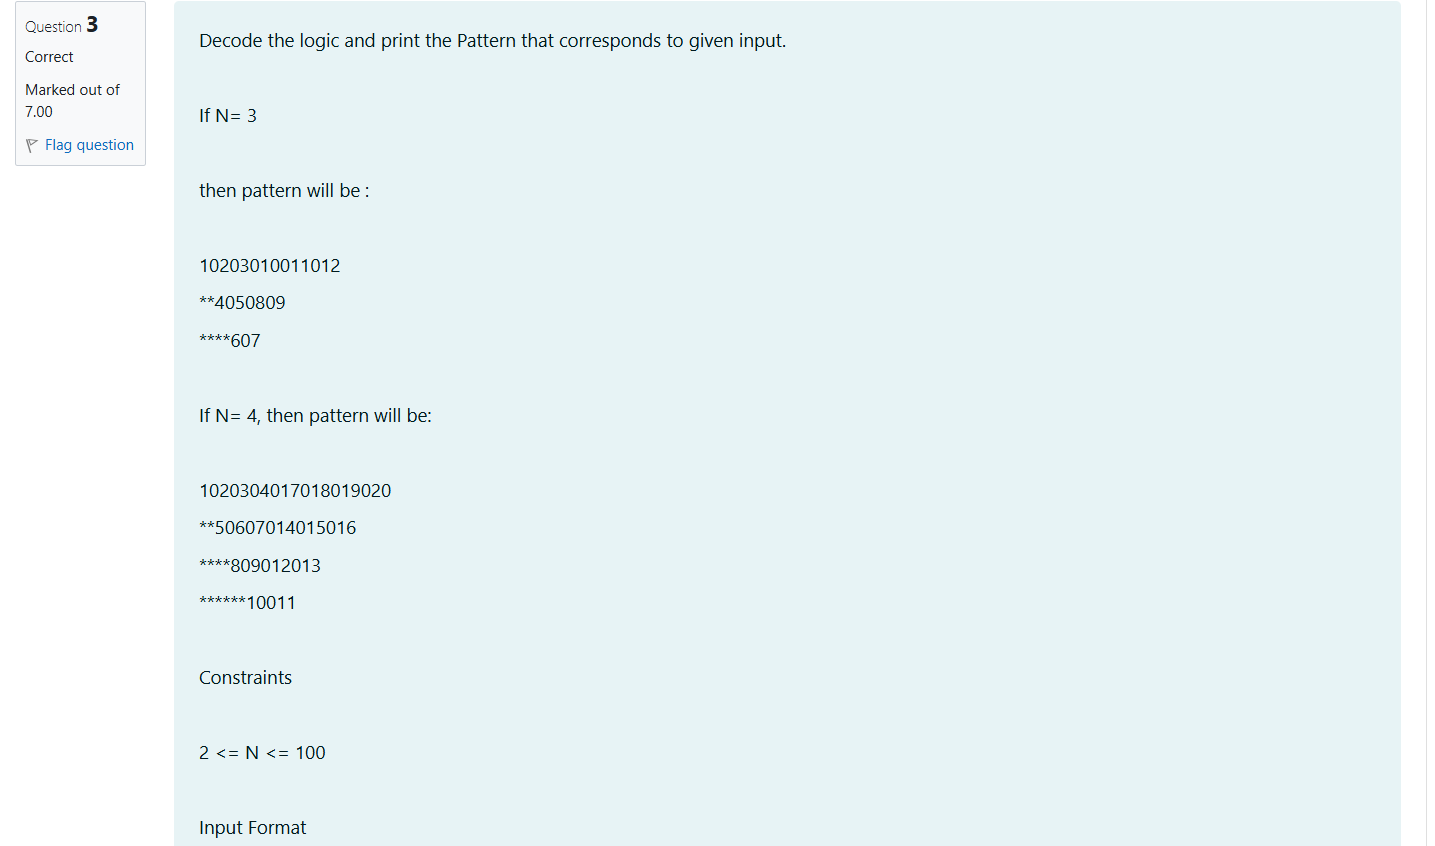 Question 3
Correct
Marked out of
7.00
Flag question
Decode the logic and print the Pattern that corresponds to given input.
If N= 3
then pattern will be :
10203010011012
**4050809
****607
If N= 4, then pattern will be:
1020304017018019020
**50607014015016
****809012013
******10011
Constraints
2 <= N <= 100
Input Format